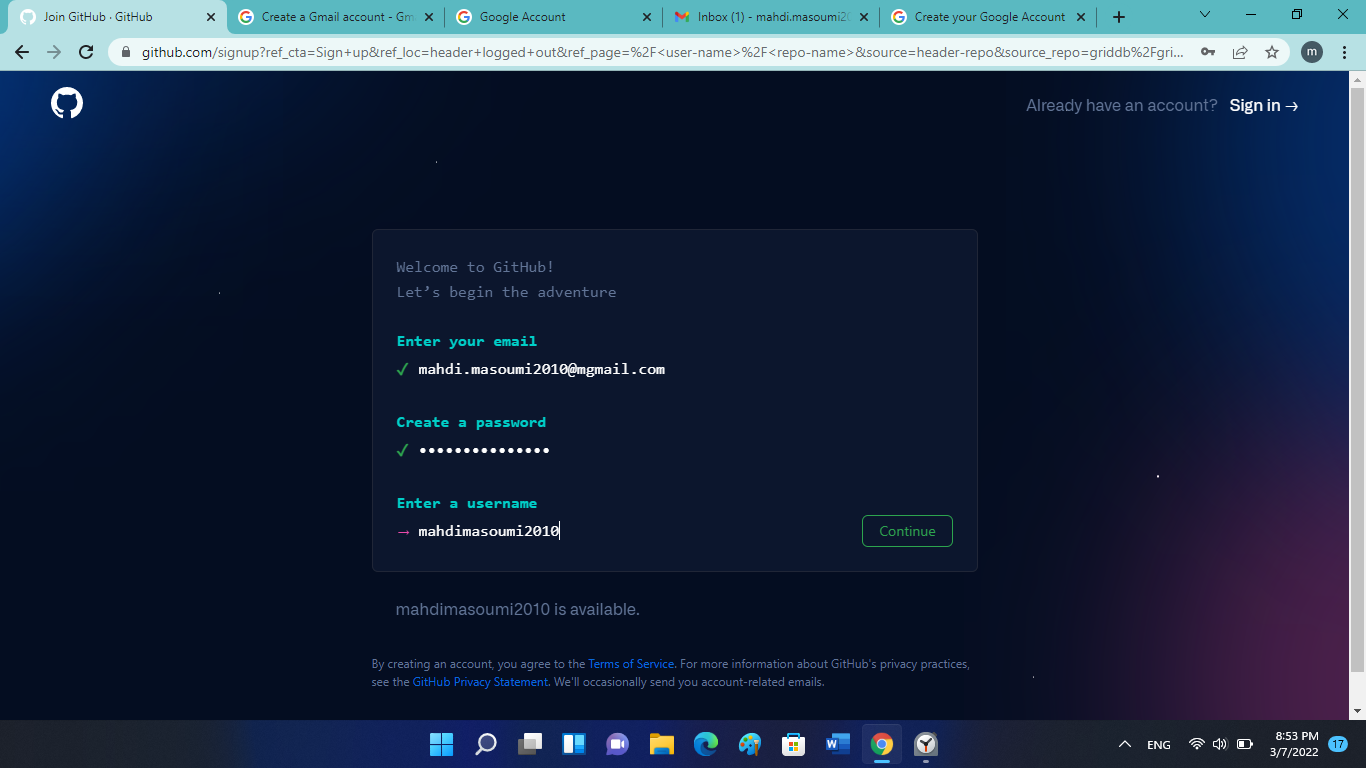 Join GitHub · GitHub
Create a Gmail account - Gm
Google Account
Inbox (1) - mahdi.masoumi20
Create your Google Account
github.com/signup?ref_cta=Sign+up&ref_loc=header+logged+out&ref_page=%2F<user-name>%2F<repo-name>&source=header-repo&source_repo=griddb%2Fgri...
m
Already have an account? Sign in →
Welcome to GitHub!
Let’s begin the adventure
Enter your email
✓ mahdi.masoumi2010@mgmail.com
Create a password
✓ •••••••••••••••
Enter a username
→ mahdimasoumi2010
Continue
mahdimasoumi2010 is available.
By creating an account, you agree to the Terms of Service. For more information about GitHub's privacy practices,
see the GitHub Privacy Statement. We'll occasionally send you account-related emails.
ENG
8:53 PM
3/7/2022
17